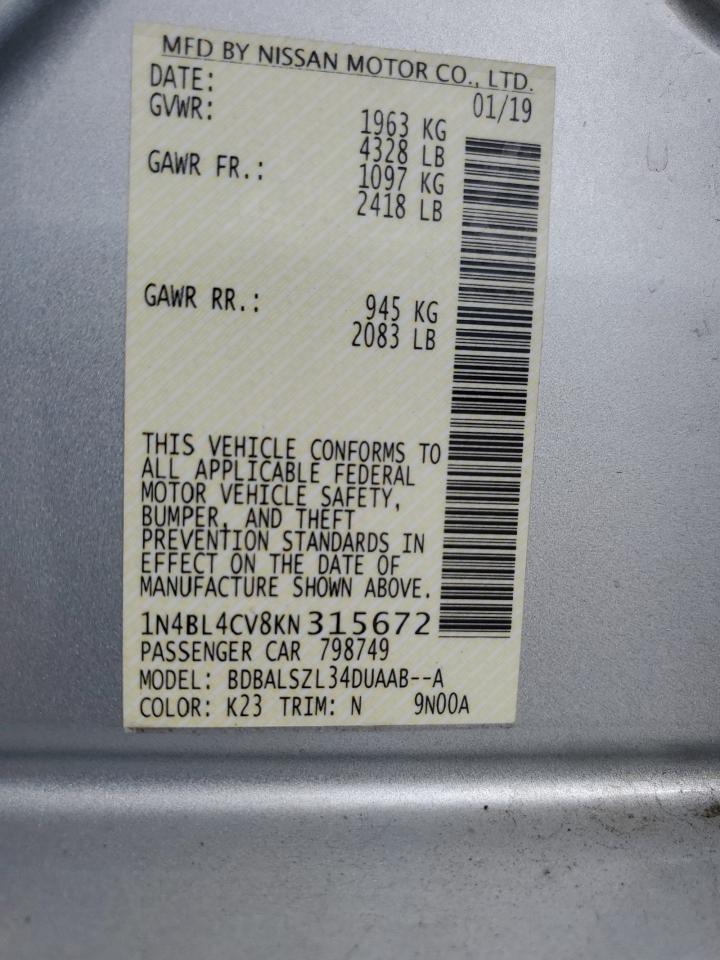 MFD BY NISSAN MOTOR CO., LTD.
DATE: 01/19
GVWR: 1963 KG
4328 LB
GAWR FR.: 1097 KG
2418 LB
GAWR RR.: 945 KG
2083 LB
THIS VEHICLE CONFORMS TO
ALL APPLICABLE FEDERAL
MOTOR VEHICLE SAFETY,
BUMPER, AND THEFT
PREVENTION STANDARDS IN
EFFECT ON THE DATE OF
MANUFACTURE SHOWN ABOVE.
1N4BL4CV8KN315672
PASSENGER CAR 798749
MODEL: BDBALSZL34DUAAB--A
COLOR: K23 TRIM: N 9N00A